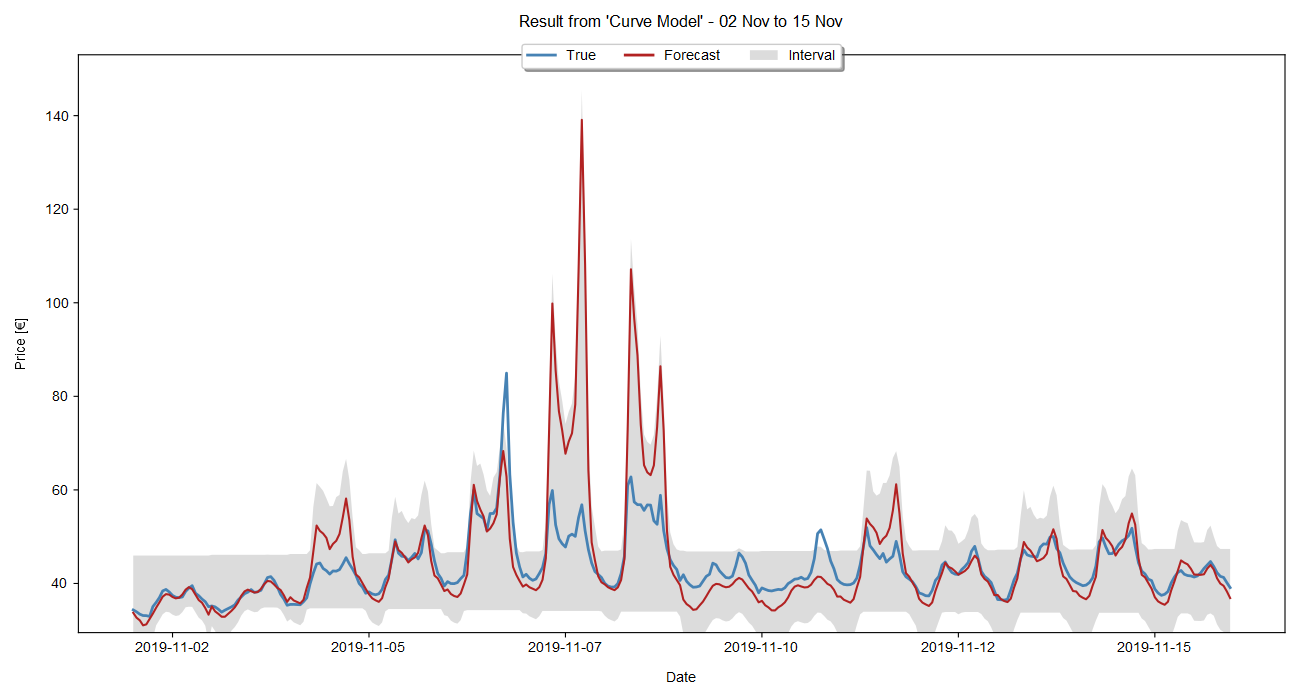 Result from 'Curve Model' - 02 Nov to 15 Nov
True Forecast Interval
140
120
100
80
60
40
Price [€]
2019-11-02 2019-11-05 2019-11-07 2019-11-10 2019-11-12 2019-11-15
Date